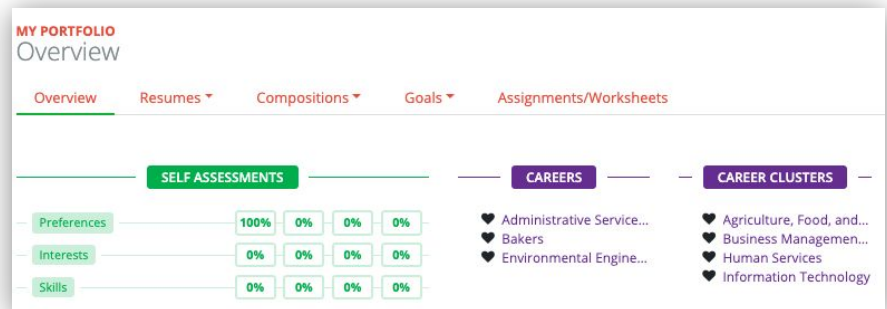 MY PORTFOLIO
Overview
Overview Resumes Compositions Goals Assignments/Worksheets
SELF ASSESSMENTS
Preferences 100% 0% 0% 0%
Interests 0% 0% 0% 0%
Skills 0% 0% 0% 0%
CAREERS
Administrative Service...
Bakers
Environmental Engine...
CAREER CLUSTERS
Agriculture, Food, and...
Business Managemen...
Human Services
Information Technology